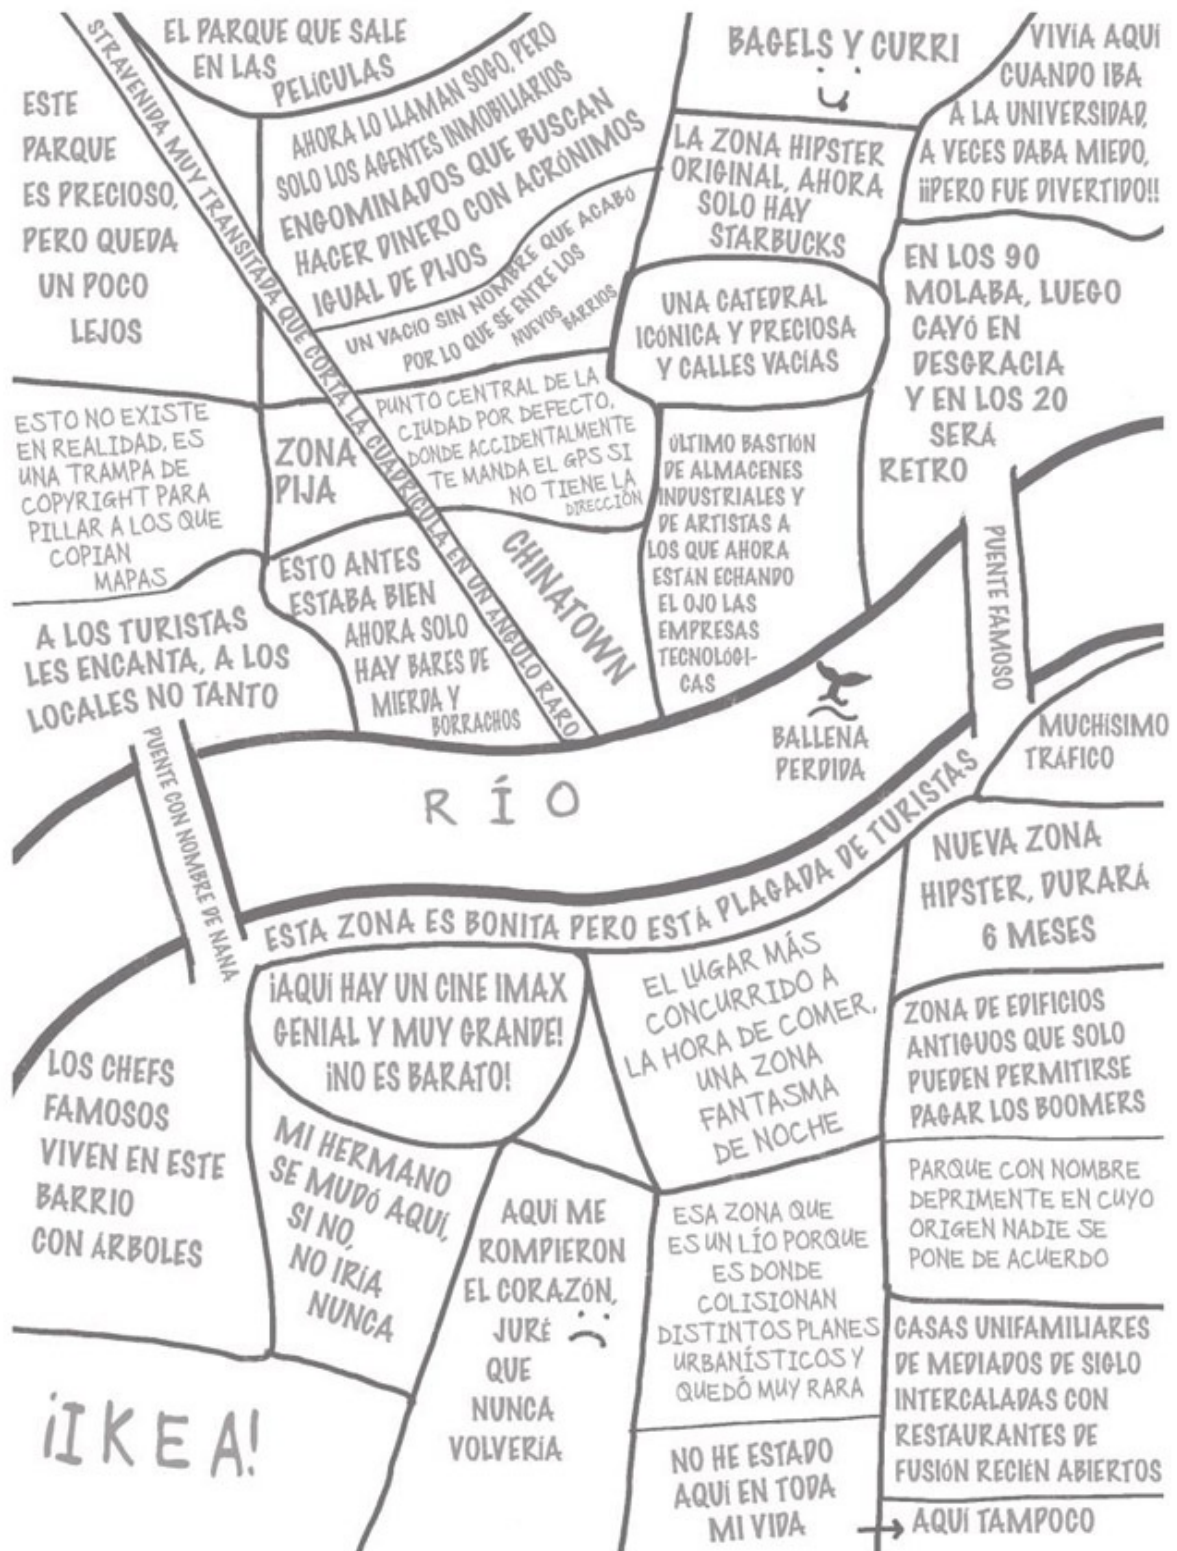 EL PARQUE QUE SALE
EN LAS
PELÍCULAS
STRAVENIDA MUY TRANSITADA QUE CORTA LA CUADRÍCULA EN UN ÁNGULO RARO
ESTE
PARQUE
ES PRECIOSO,
PERO QUEDA
UN POCO
LEJOS
AHORA LO LLAMAN SOGO, PERO
SOLO LOS AGENTES INMOBILIARIOS
ENGOMINADOS QUE BUSCAN
HACER DINERO CON ACRÓNIMOS
IGUAL DE PIJOS
UN VACÍO SIN NOMBRE QUE ACABÓ
POR LO QUE SE ENTRE LOS
NUEVOS
BARRIOS
BAGELS Y CURRI
LA ZONA HIPSTER
ORIGINAL, AHORA
SOLO HAY
STARBUCKS
VIVÍA AQUÍ
CUANDO IBA
A LA UNIVERSIDAD,
A VECES DABA MIEDO,
¡¡PERO FUE DIVERTIDO!!
UNA CATEDRAL
ICÓNICA Y PRECIOSA
Y CALLES VACÍAS
EN LOS 90
MOLABA, LUEGO
CAYÓ EN
DESGRACIA
Y EN LOS 20
SERÁ
RETRO
ESTO NO EXISTE
EN REALIDAD, ES
UNA TRAMPA DE
COPYRIGHT PARA
PILLAR A LOS QUE
COPIAN
MAPAS
ZONA
PIJA
PUNTO CENTRAL DE LA
CIUDAD POR DEFECTO,
DONDE ACCIDENTALMENTE
TE MANDA EL GPS SI
NO TIENE LA
DIRECCIÓN
ÚLTIMO BASTIÓN
DE ALMACENES
INDUSTRIALES Y
DE ARTISTAS A
LOS QUE AHORA
ESTÁN ECHANDO
EL OJO LAS
EMPRESAS
TECNOLÓGI-
CAS
A LOS TURISTAS
LES ENCANTA, A LOS
LOCALES NO TANTO
ESTO ANTES
ESTABA BIEN
AHORA SOLO
HAY BARES DE
MIERDA Y
BORRACHOS
CHINATOWN
PUENTE FAMOSO
BALLENA
PERDIDA
MUCHÍSIMO
TRÁFICO
PUENTE CON NOMBRE DE NANA
RÍO
ESTA ZONA ES BONITA PERO ESTÁ PLAGADA DE TURISTAS
NUEVA ZONA
HIPSTER, DURARÁ
6 MESES
¡AQUÍ HAY UN CINE IMAX
GENIAL Y MUY GRANDE!
¡NO ES BARATO!
EL LUGAR MÁS
CONCURRIDO A
LA HORA DE COMER,
UNA ZONA
FANTASMA
DE NOCHE
ZONA DE EDIFICIOS
ANTIGUOS QUE SOLO
PUEDEN PERMITIRSE
PAGAR LOS BOOMERS
LOS CHEFS
FAMOSOS
VIVEN EN ESTE
BARRIO
CON ÁRBOLES
MI HERMANO
SE MUDÓ AQUÍ,
SI NO,
NO IRÍA
NUNCA
AQUÍ ME
ROMPIERON
EL CORAZÓN,
JURÉ
QUE
NUNCA
VOLVERÍA
ESA ZONA QUE
ES UN LÍO PORQUE
ES DONDE
COLISIONAN
DISTINTOS PLANES
URBANÍSTICOS Y
QUEDÓ MUY RARA
PARQUE CON NOMBRE
DEPRIMENTE EN CUYO
ORIGEN NADIE SE
PONE DE ACUERDO
CASAS UNIFAMILIARES
DE MEDIADOS DE SIGLO
INTERCALADAS CON
RESTAURANTES DE
FUSIÓN RECIÉN ABIERTOS
¡IKEA!
NO HE ESTADO
AQUÍ EN TODA
MI VIDA
AQUÍ TAMPOCO